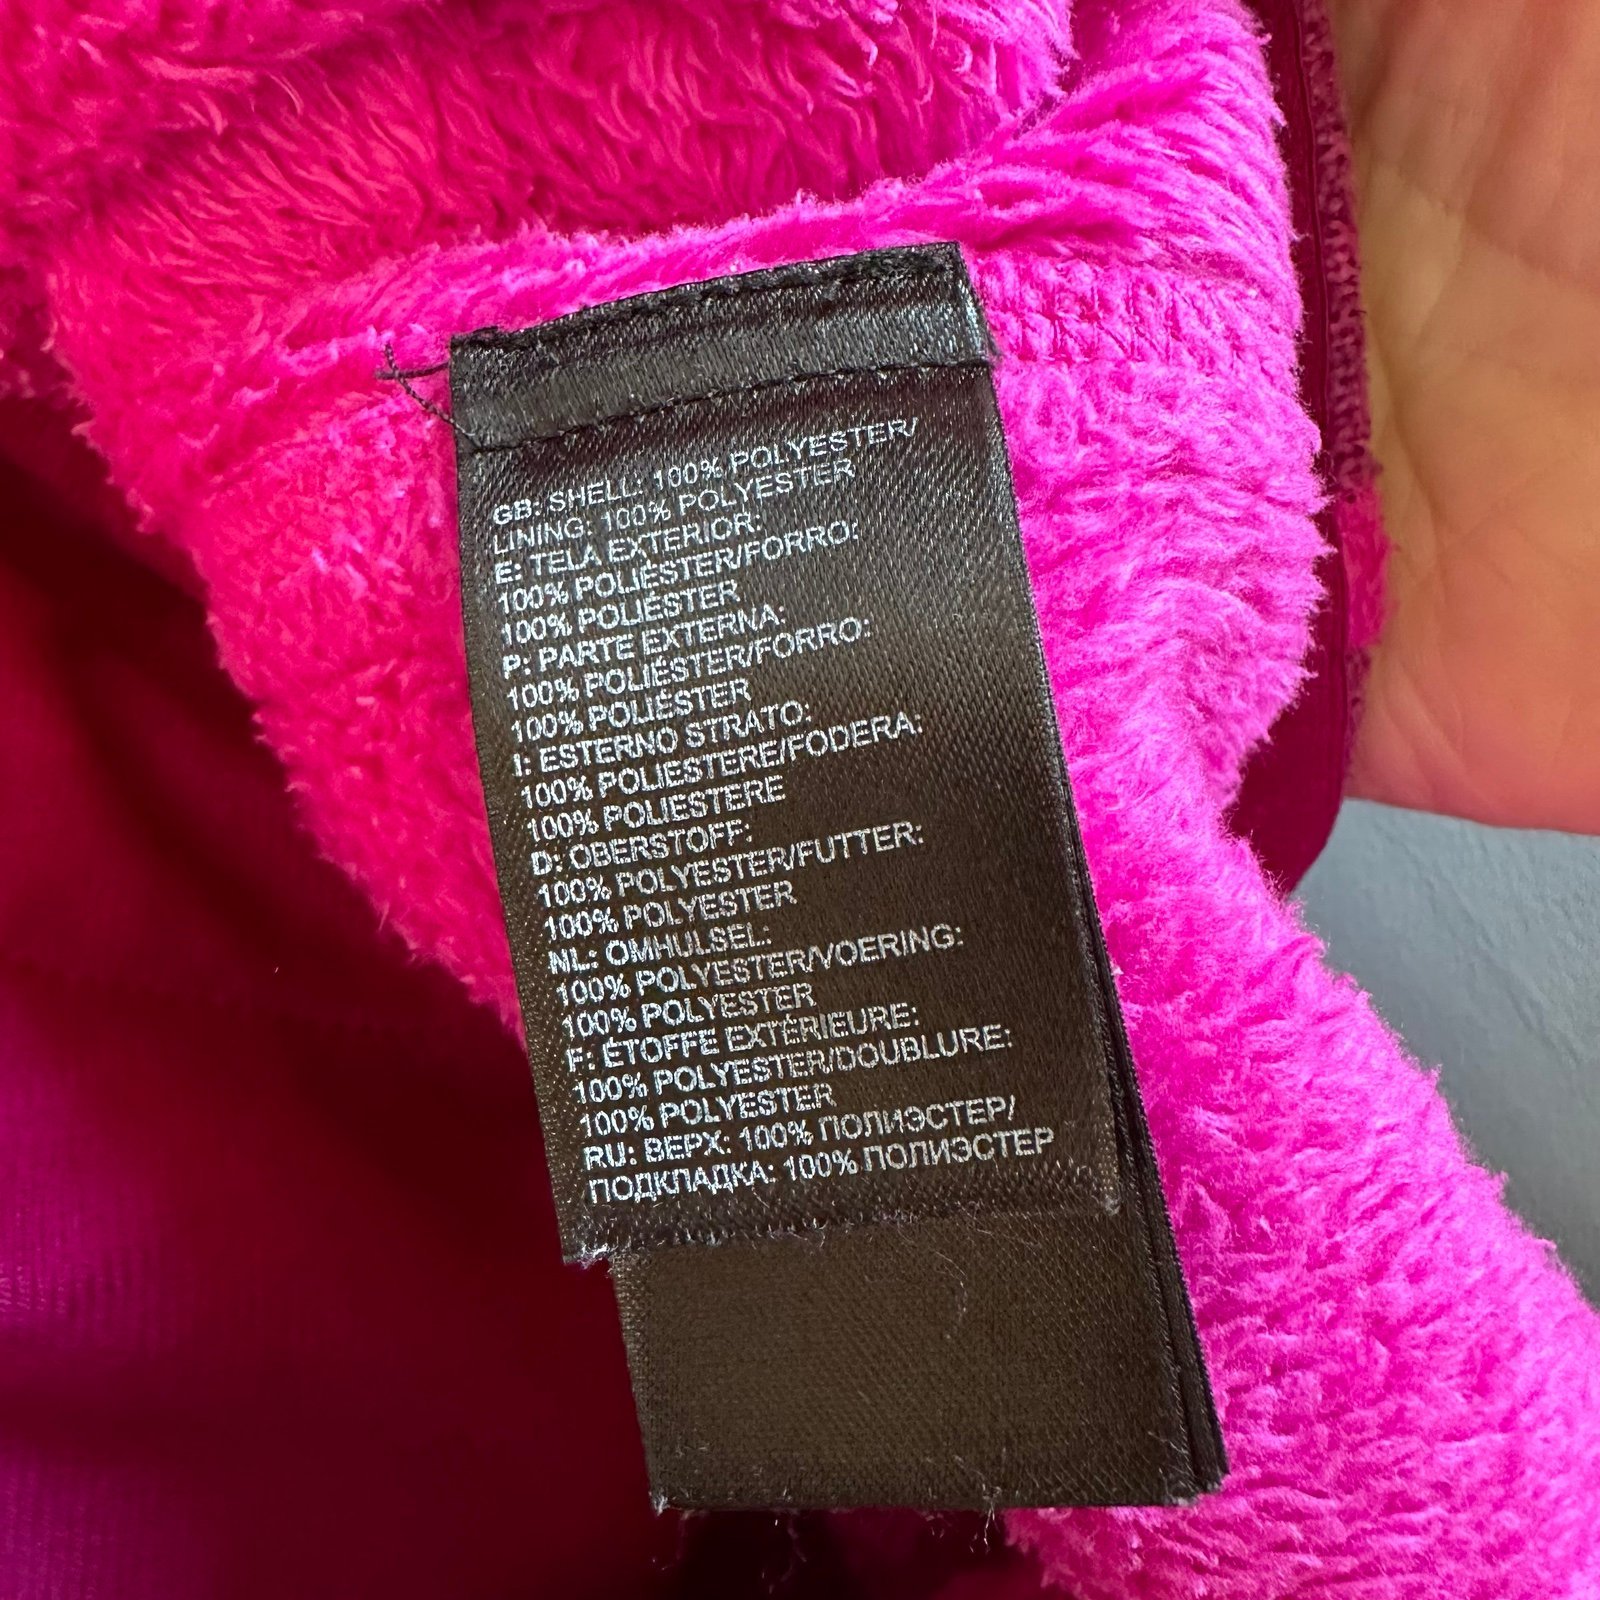 GB: SHELL: 100% POLYESTER/
LINING: 100% POLYESTER
E: TELA EXTERIOR:
100% POLIÉSTER/FORRO:
100% POLIÉSTER
P: PARTE EXTERNA:
100% POLIÉSTER/FORRO:
100% POLIÉSTER
I: ESTERNO STRATO:
100% POLIESTERE/FODERA:
100% POLIESTERE
D: OBERSTOFF:
100% POLYESTER/FUTTER:
100% POLYESTER
NL: OMHULSEL:
100% POLYESTER/VOERING:
100% POLYESTER
F: ÉTOFFE EXTÉRIEURE:
100% POLYESTER/DOUBLURE:
100% POLYESTER
RU: ВЕРХ: 100% ПОЛИЭСТЕР/
ПОДКЛАДКА: 100% ПОЛИЭСТЕР